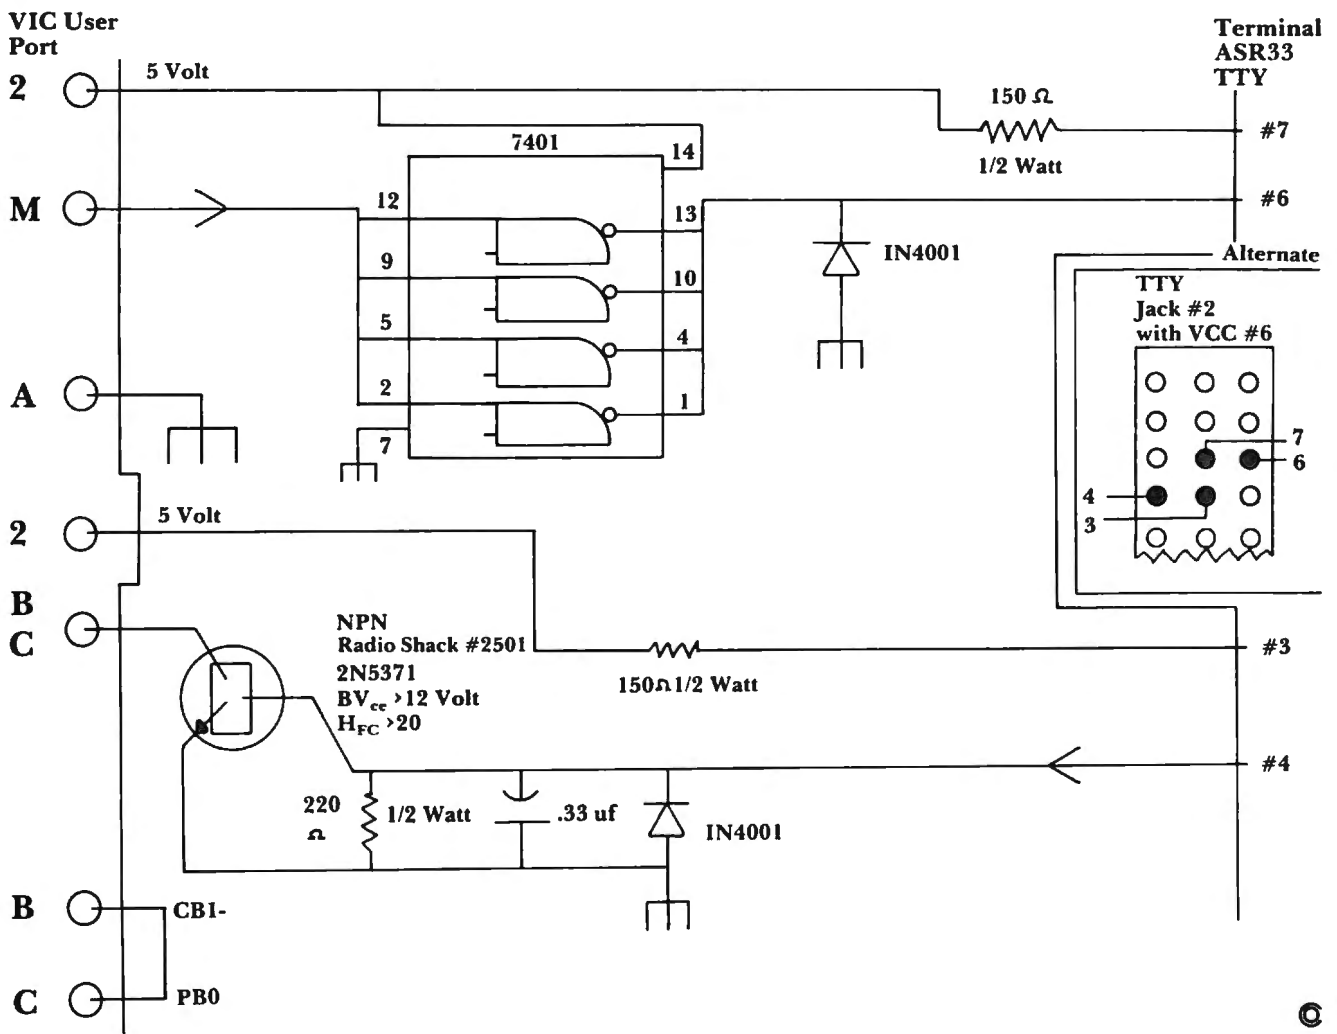 VIC User
Port
Terminal
ASR33
TTY
2
5 Volt
150 Ω
1/2 Watt
#7
7401
14
M
12
13
#6
9
10
IN4001
Alternate
5
4
TTY
Jack #2
with VCC #6
2
1
7
A
7
6
4
3
2
5 Volt
B
C
NPN
Radio Shack #2501
2N5371
BVce >12 Volt
HFC >20
150Ω 1/2 Watt
#3
#4
220
Ω
1/2 Watt
.33 uf
IN4001
B
CB1-
C
PB0
©